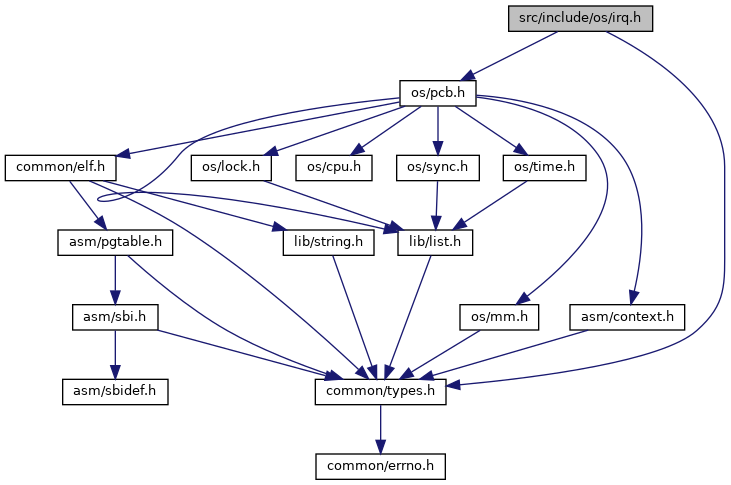 src/include/os/irq.h
os/pcb.h
common/elf.h
os/lock.h
os/cpu.h
os/sync.h
os/time.h
asm/pgtable.h
lib/string.h
lib/list.h
asm/sbi.h
os/mm.h
asm/context.h
asm/sbidef.h
common/types.h
common/errno.h